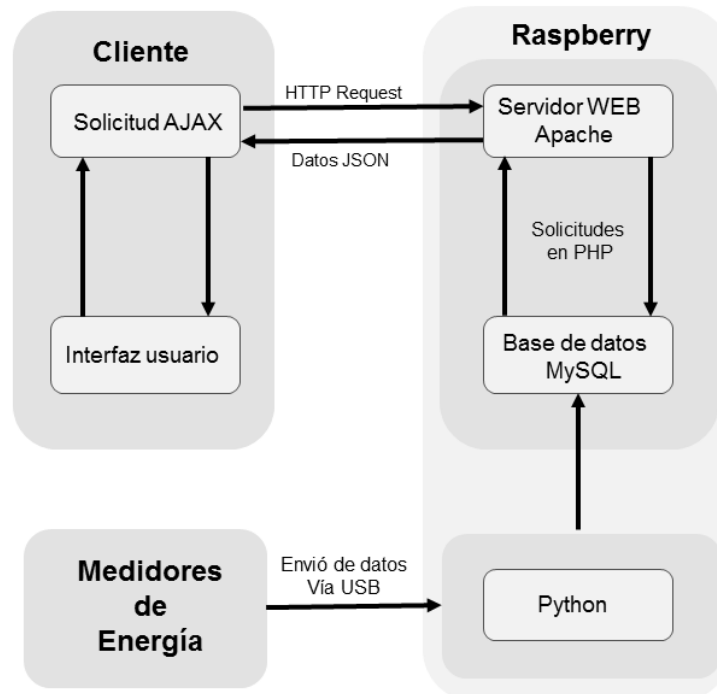 Cliente
Solicitud AJAX
Interfaz usuario
HTTP Request
Datos JSON
Raspberry
Servidor WEB
Apache
Solicitudes
en PHP
Base de datos
MySQL
Medidores
de
Energía
Envió de datos
Vía USB
Python